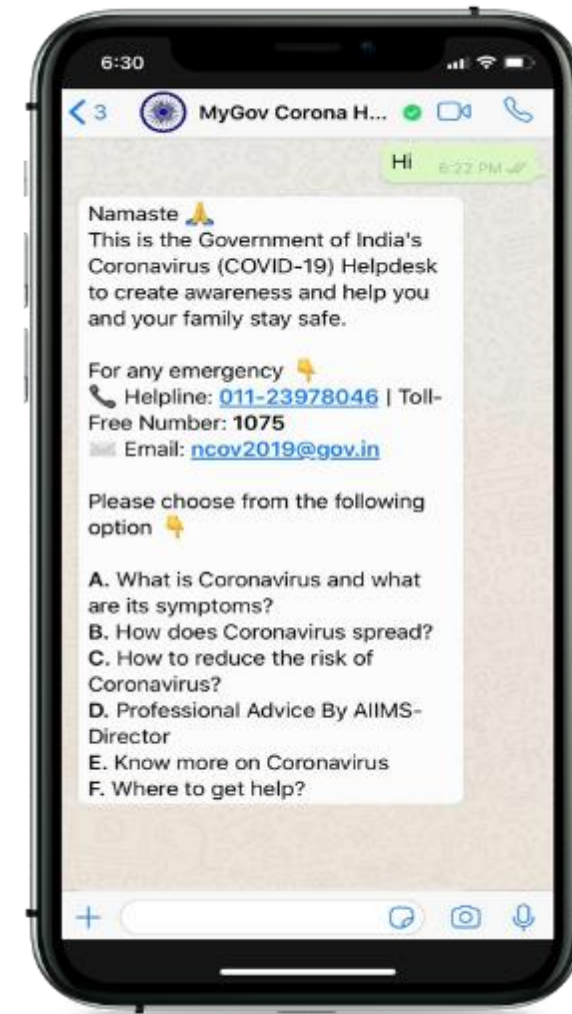 6:30
3 MyGov Corona H...
Hi 6:22 PM
Namaste 🙏
This is the Government of India's
Coronavirus (COVID-19) Helpdesk
to create awareness and help you
and your family stay safe.
For any emergency 👇
📞 Helpline: 011-23978046 | Toll-
Free Number: 1075
✉️ Email: ncov2019@gov.in
Please choose from the following
option 👇
A. What is Coronavirus and what
are its symptoms?
B. How does Coronavirus spread?
C. How to reduce the risk of
Coronavirus?
D. Professional Advice By AIIMS-
Director
E. Know more on Coronavirus
F. Where to get help?